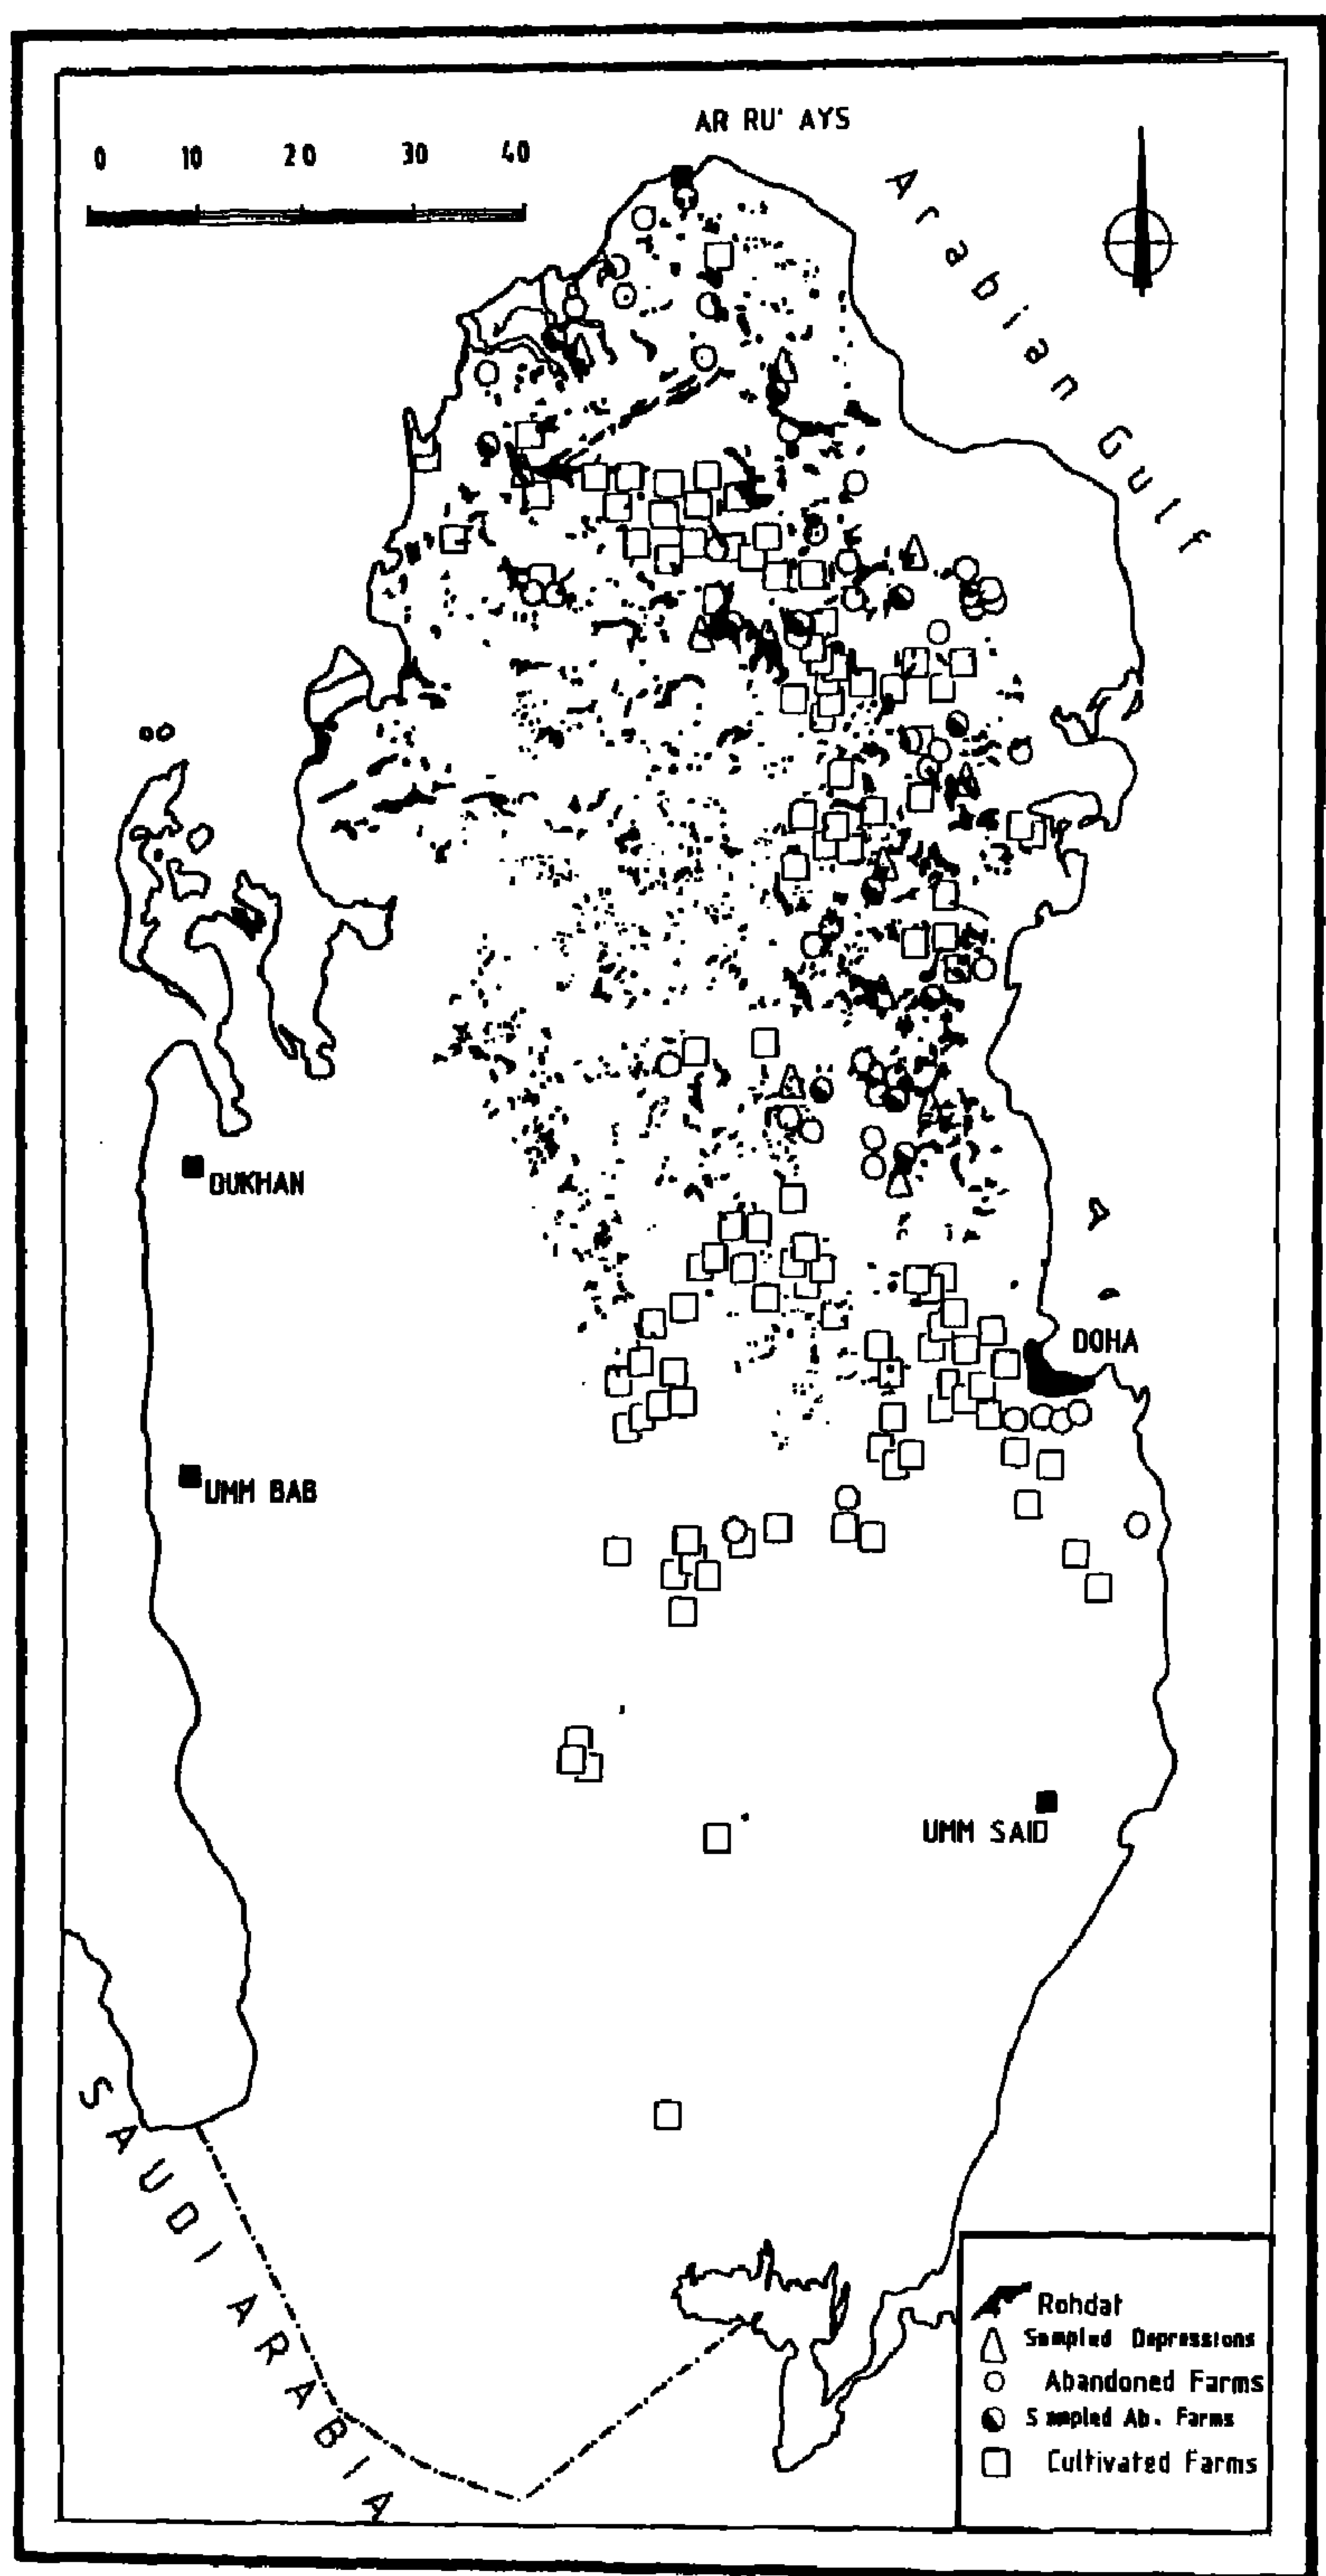 AR RU' AYS
0 10 20 30 40
Arabian Gulf
DUKHAN
DOHA
UMM BAB
UMM SAID
SAUDI ARABIA
Rohdat
Sampled Depressions
Abandoned Farms
Sampled Ab. Farms
Cultivated Farms